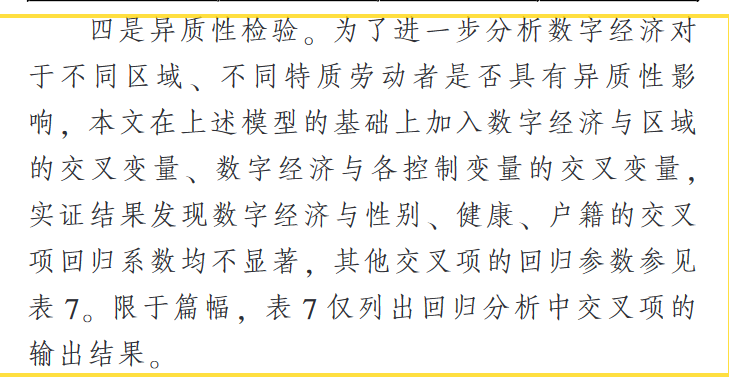 四是异质性检验。为了进一步分析数字经济对
于不同区域、不同特质劳动者是否具有异质性影
响，本文在上述模型的基础上加入数字经济与区域
的交叉变量、数字经济与各控制变量的交叉变量，
实证结果发现数字经济与性别、健康、户籍的交叉
项回归系数均不显著，其他交叉项的回归参数参见
表 7。限于篇幅，表 7 仅列出回归分析中交叉项的
输出结果。